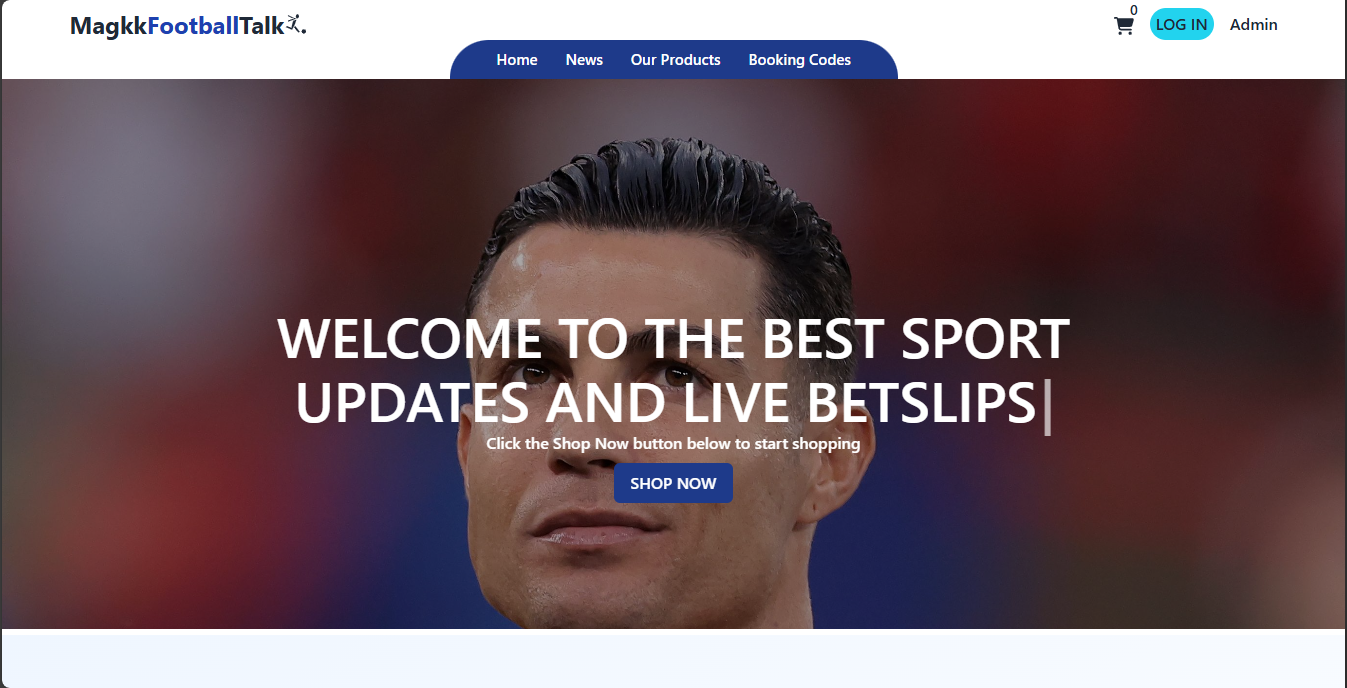 MagkkFootballTalk
0
LOG IN
Admin
Home
News
Our Products
Booking Codes
WELCOME TO THE BEST SPORT
UPDATES AND LIVE BETSLIPS|
Click the Shop Now button below to start shopping
SHOP NOW